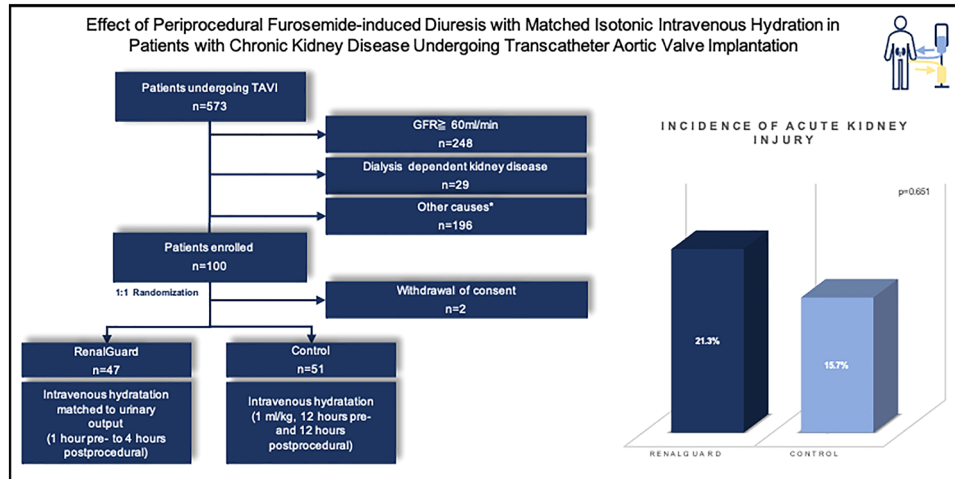 Effect of Periprocedural Furosemide-induced Diuresis with Matched Isotonic Intravenous Hydration in
Patients with Chronic Kidney Disease Undergoing Transcatheter Aortic Valve Implantation
Patients undergoing TAVI
n=573
GFR≧ 60ml/min
n=248
Dialysis dependent kidney disease
n=29
Other causes*
n=196
Patients enrolled
n=100
1:1 Randomization
Withdrawal of consent
n=2
RenalGuard
n=47
Intravenous hydratation
matched to urinary
output
(1 hour pre- to 4 hours
postprocedural)
Control
n=51
Intravenous hydratation
(1 ml/kg, 12 hours pre-
and 12 hours
postprocedural)
INCIDENCE OF ACUTE KIDNEY
INJURY
p=0.651
21.3%
15.7%
RENALGUARD
CONTROL